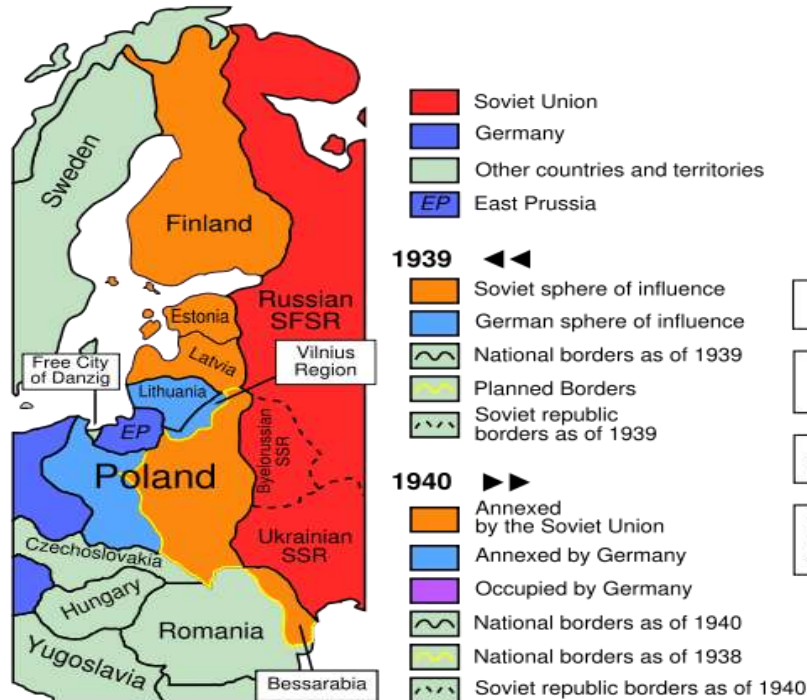 Sweden
Finland
Estonia
Latvia
Lithuania
Free City
of Danzig
Vilnius
Region
EP
Poland
Russian
SFSR
Byelorussian
SSR
Ukrainian
SSR
Czechoslovakia
Hungary
Romania
Yugoslavia
Bessarabia
Soviet Union
Germany
Other countries and territories
EP East Prussia
1939 ◄◄
Soviet sphere of influence
German sphere of influence
National borders as of 1939
Planned Borders
Soviet republic
borders as of 1939
1940 ►►
Annexed
by the Soviet Union
Annexed by Germany
Occupied by Germany
National borders as of 1940
National borders as of 1938
Soviet republic borders as of 1940